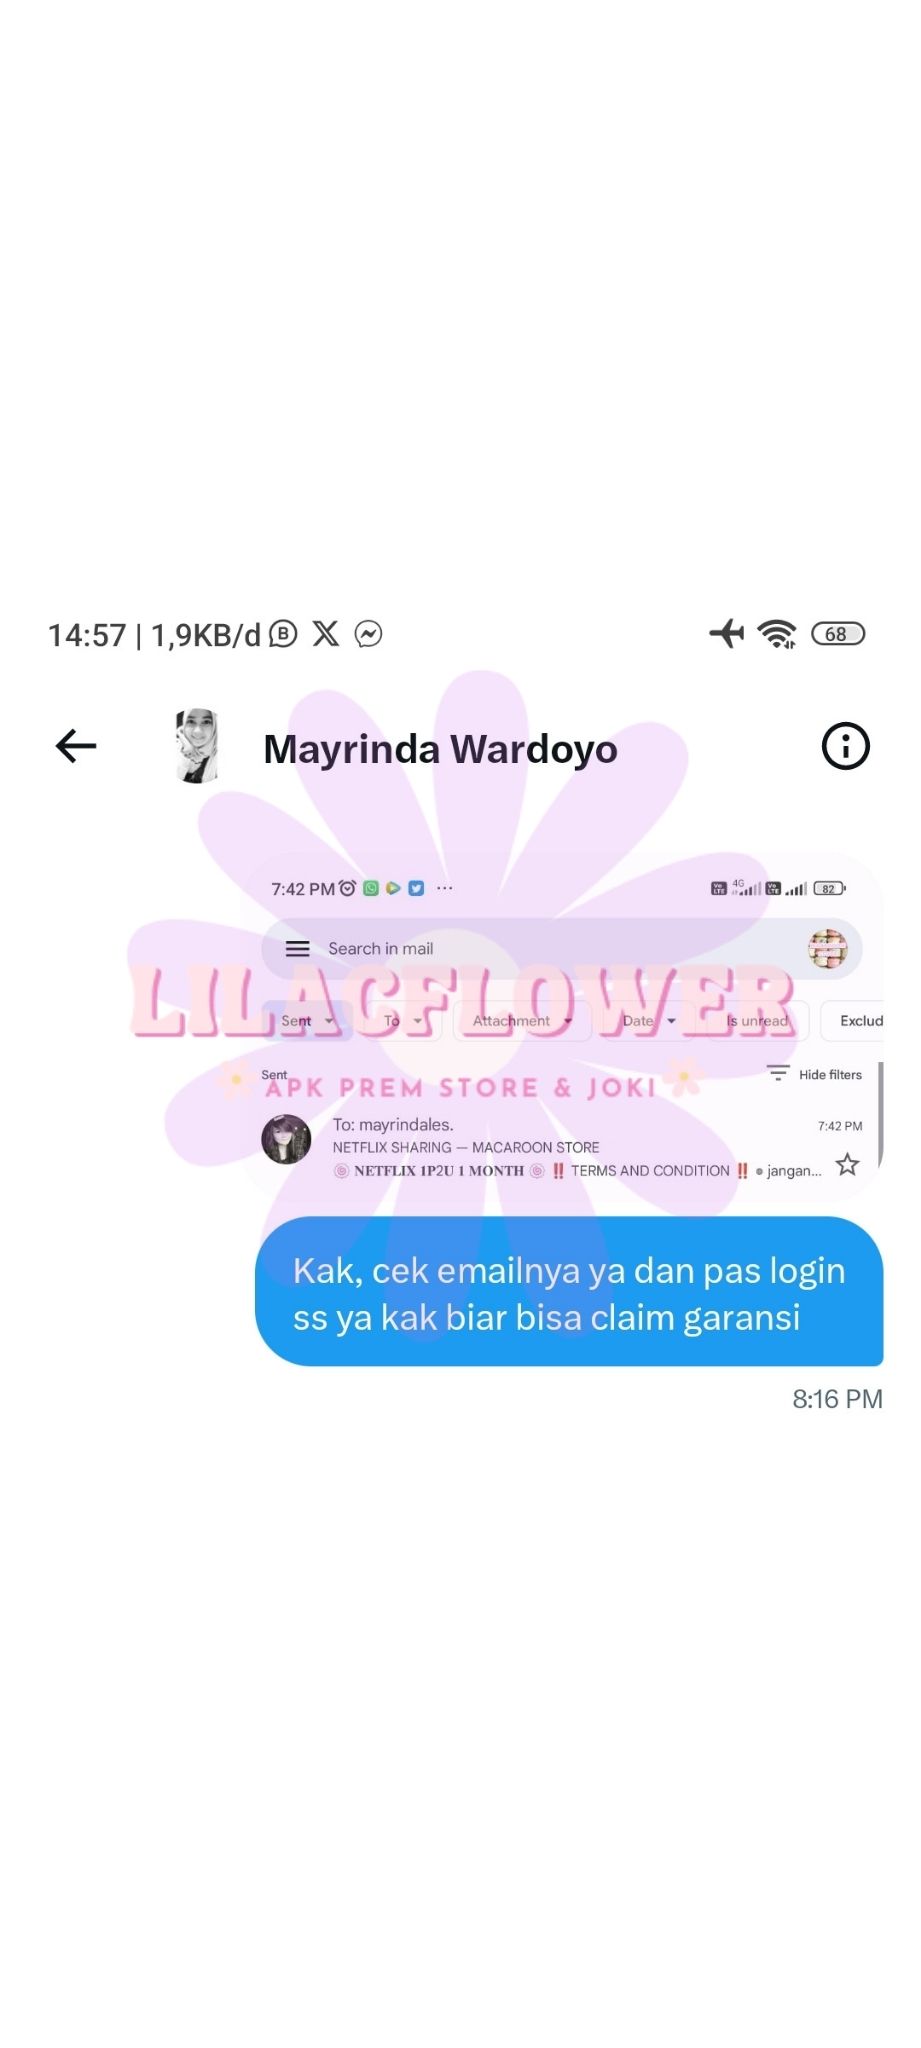 14:57 | 1,9KB/d
68
Mayrinda Wardoyo
7:42 PM
4G
82
Search in mail
LILACFLOWER
Sent To Attachment Date Is unread Exclud
Sent
Hide filters
APK PREM STORE & JOKI
To: mayrindales.
7:42 PM
NETFLIX SHARING — MACAROON STORE
🍥 𝐍𝐄𝐓𝐅𝐋𝐈𝐗 𝟏𝐏𝟐𝐔 𝟏 𝐌𝐎𝐍𝐓𝐇 🍥 ‼️ TERMS AND CONDITION ‼️ ๑ jangan...
Kak, cek emailnya ya dan pas login
ss ya kak biar bisa claim garansi
8:16 PM